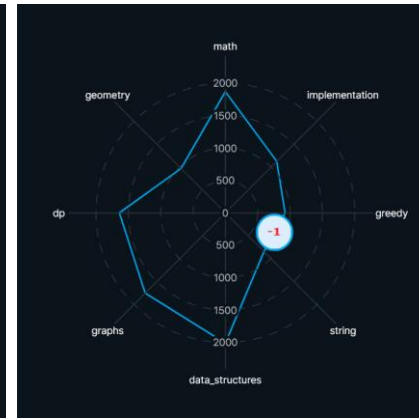 math
geometry
implementation
2000
1500
1000
500
dp
0
greedy
-1
500
1000
1500
graphs
string
2000
data_structures